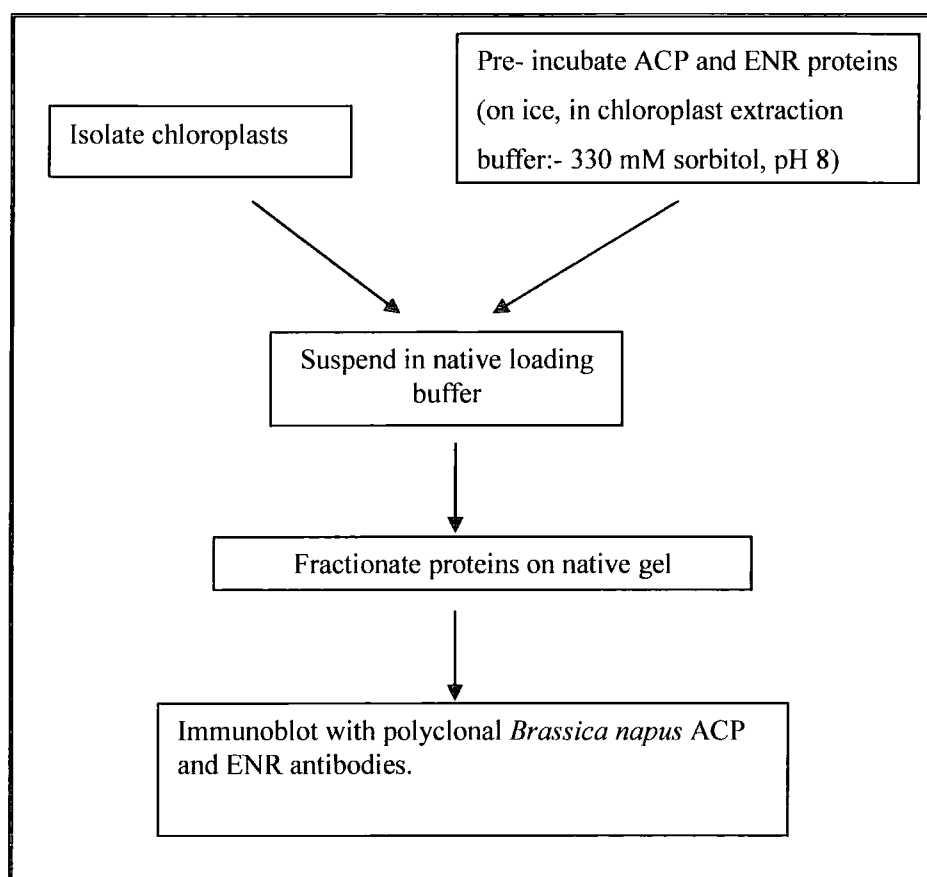 Isolate chloroplasts
Pre- incubate ACP and ENR proteins
(on ice, in chloroplast extraction
buffer:- 330 mM sorbitol, pH 8)
Suspend in native loading
buffer
Fractionate proteins on native gel
Immunoblot with polyclonal Brassica napus ACP
and ENR antibodies.